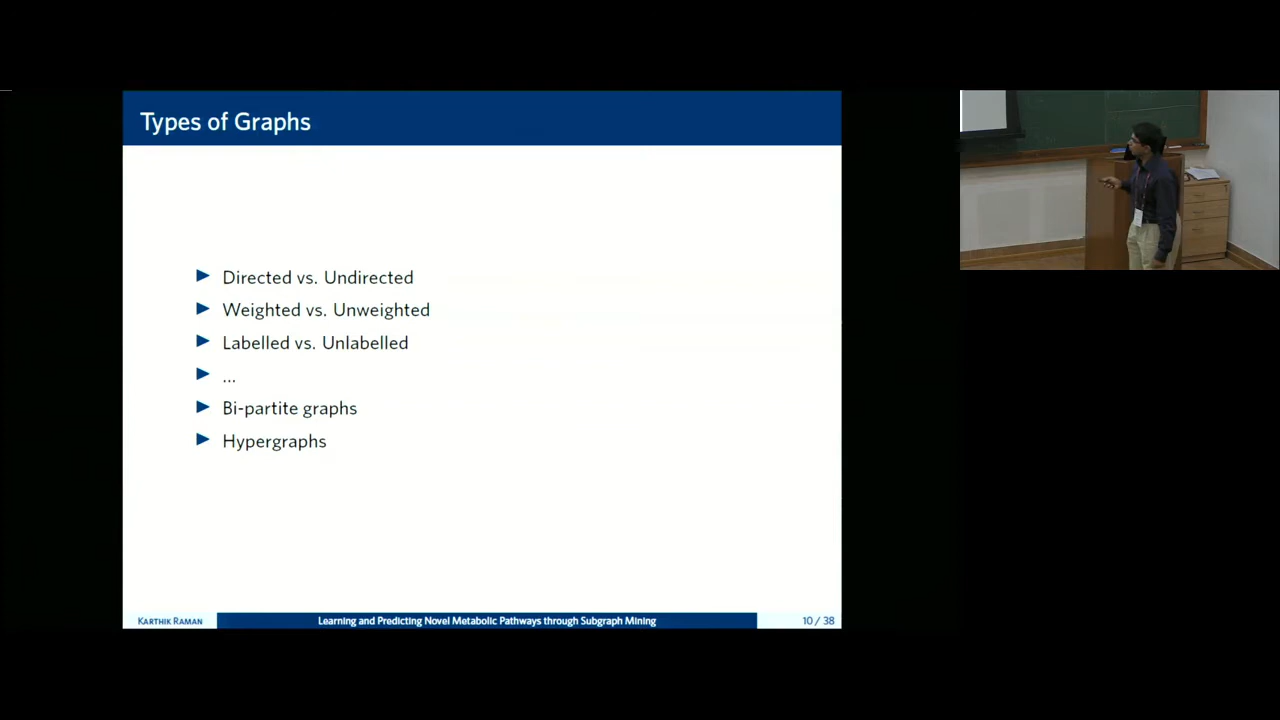 Types of Graphs
Directed vs. Undirected
Weighted vs. Unweighted
Labelled vs. Unlabelled
...
Bi-partite graphs
Hypergraphs
KARTHIK RAMAN
Learning and Predicting Novel Metabolic Pathways through Subgraph Mining
10 / 38